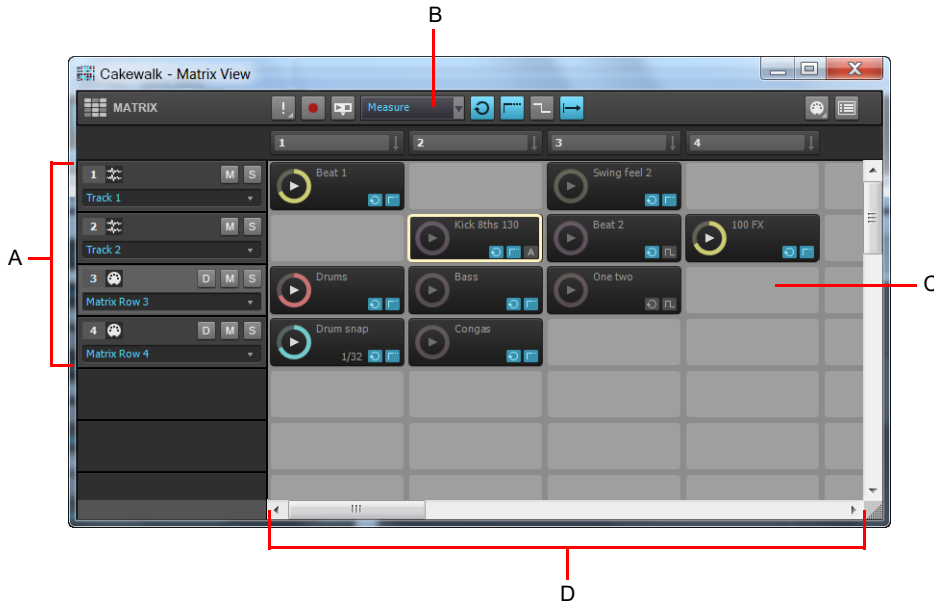 B
Cakewalk - Matrix View
X
MATRIX
!
Measure
1 2 3 4
1 M S
Track 1
Beat 1
Swing feel 2
2 M S
Track 2
Kick 8ths 130
A
Beat 2
100 FX
A
3 D M S
Matrix Row 3
Drums
Bass
One two
C
4 D M S
Matrix Row 4
Drum snap
1/32
Congas
D